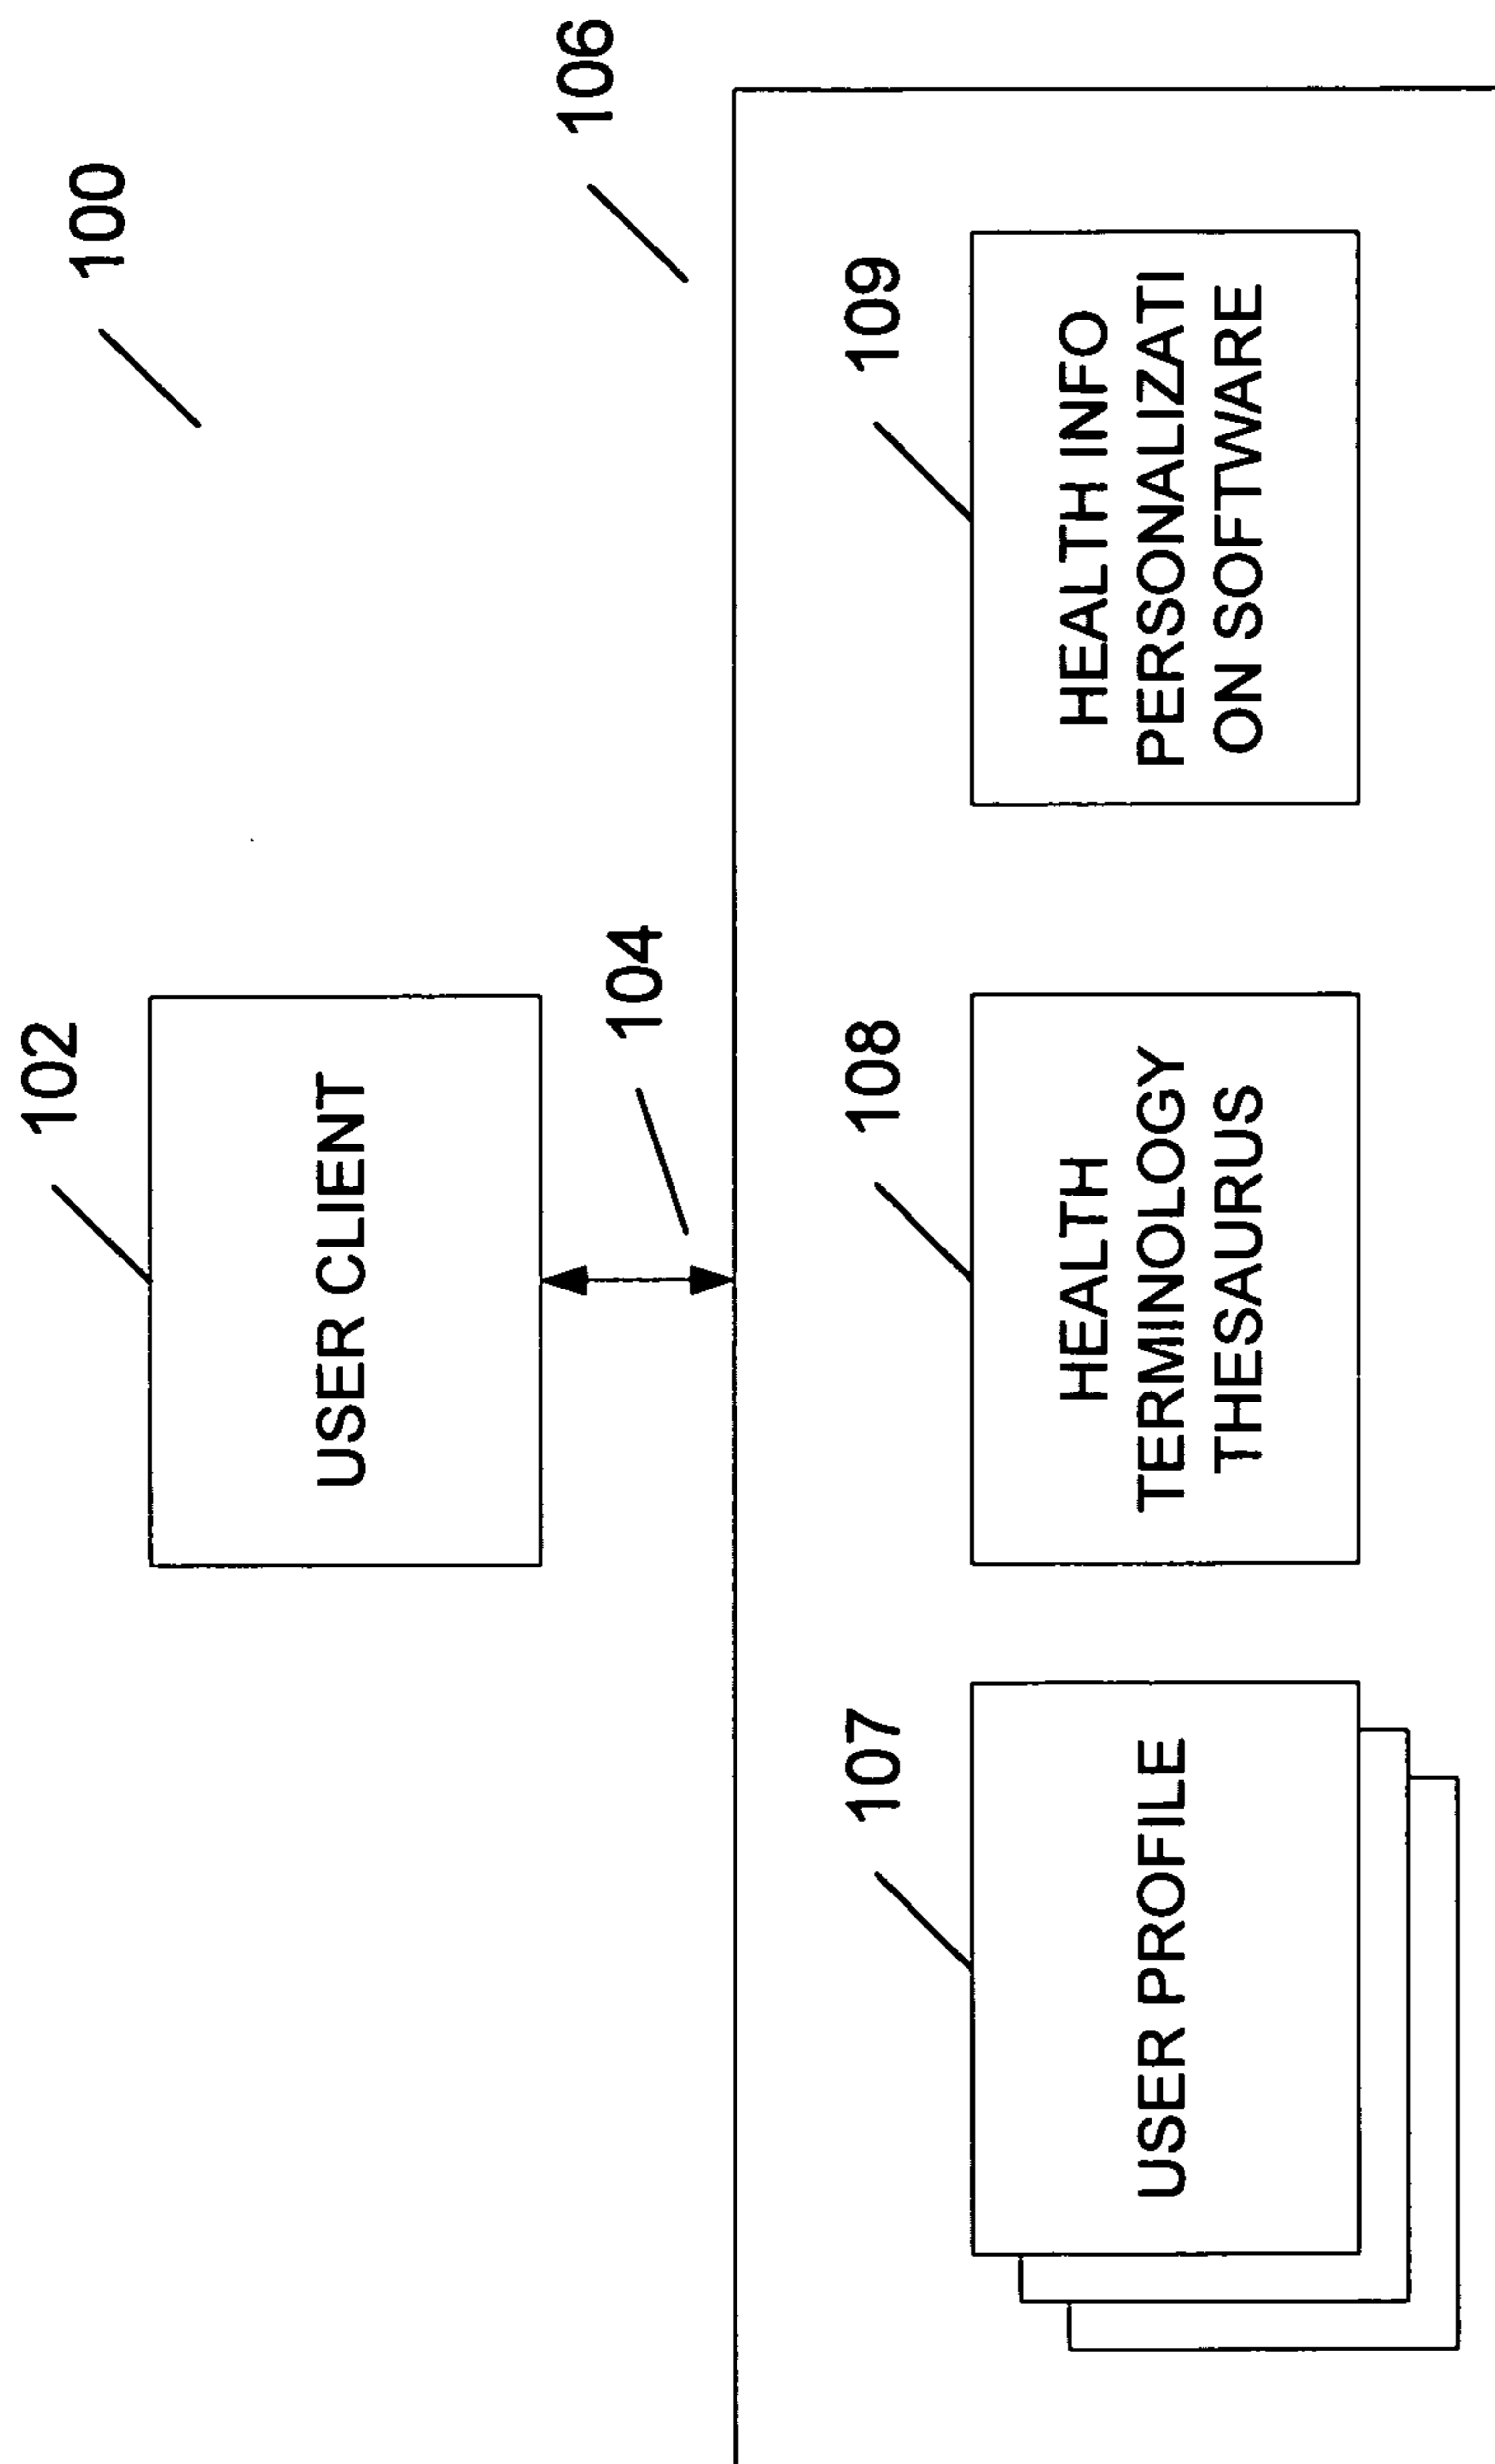 102
100
USER CLIENT
106
104
107
USER PROFILE
108
HEALTH
TERMINOLOGY
THESAURUS
109
HEALTH INFO
PERSONALIZATI
ON SOFTWARE